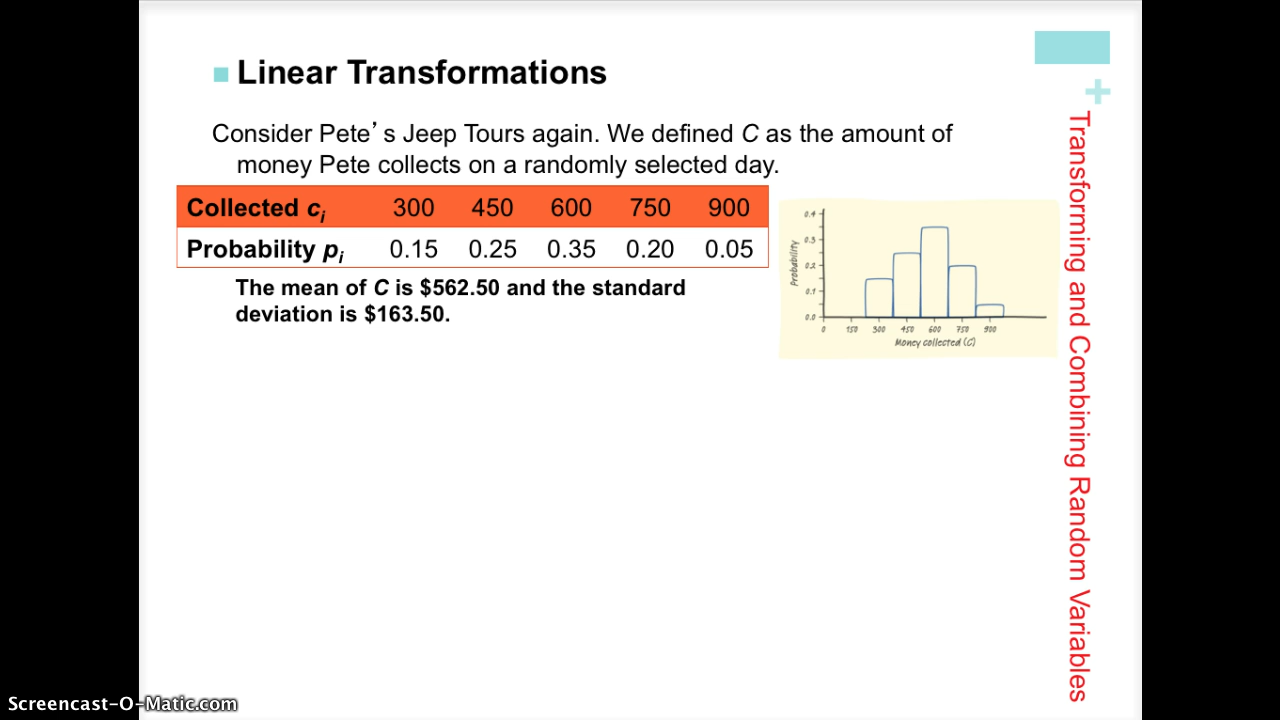 Linear Transformations
Consider Pete's Jeep Tours again. We defined C as the amount of
money Pete collects on a randomly selected day.
Collected ci 300 450 600 750 900
Probability pi 0.15 0.25 0.35 0.20 0.05
The mean of C is $562.50 and the standard
deviation is $163.50.
Probability
0.4
0.3
0.2
0.1
0.0
0 150 300 450 600 750 900
Money collected (C)
+
Transforming and Combining Random Variables
Screencast-O-Matic.com